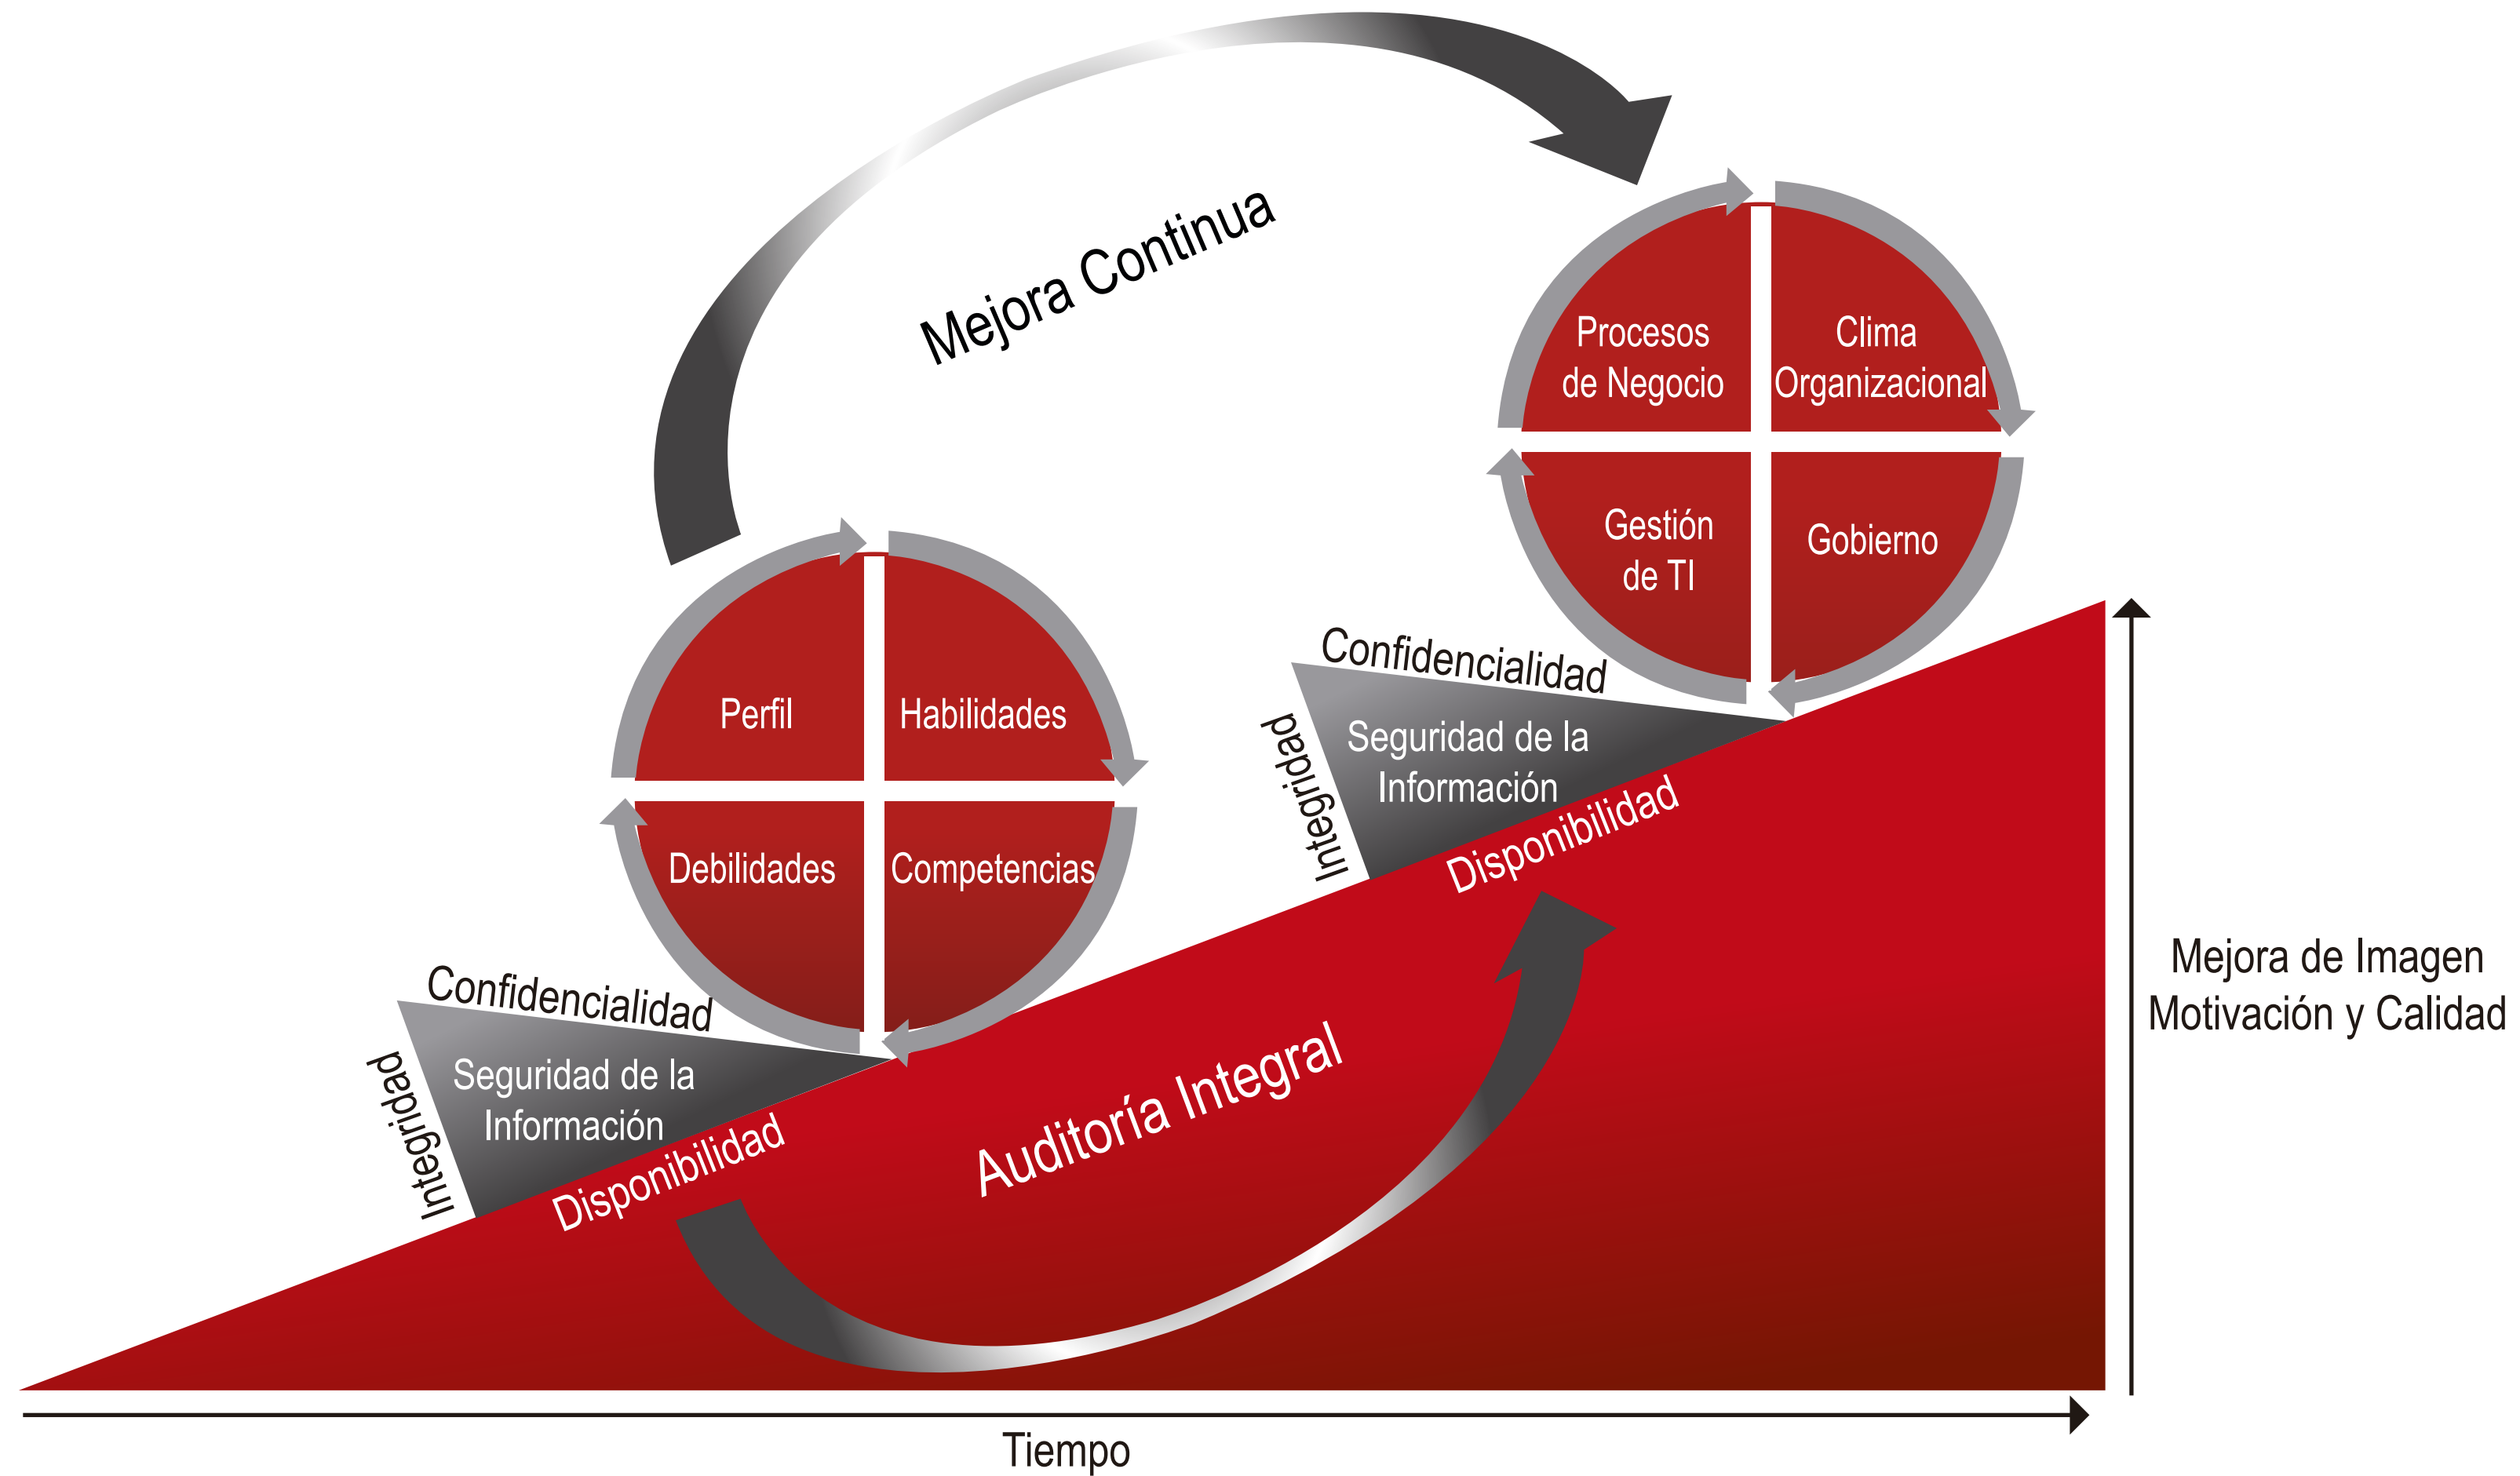 Mejora Continua
Procesos
de Negocio
Clima
Organizacional
Gestión
de TI
Gobierno
Confidencialidad
Integridad
Seguridad de la
Información
Disponibilidad
Perfil
Habilidades
Debilidades
Competencias
Confidencialidad
Integridad
Seguridad de la
Información
Disponibilidad
Auditoría Integral
Mejora de Imagen
Motivación y Calidad
Tiempo